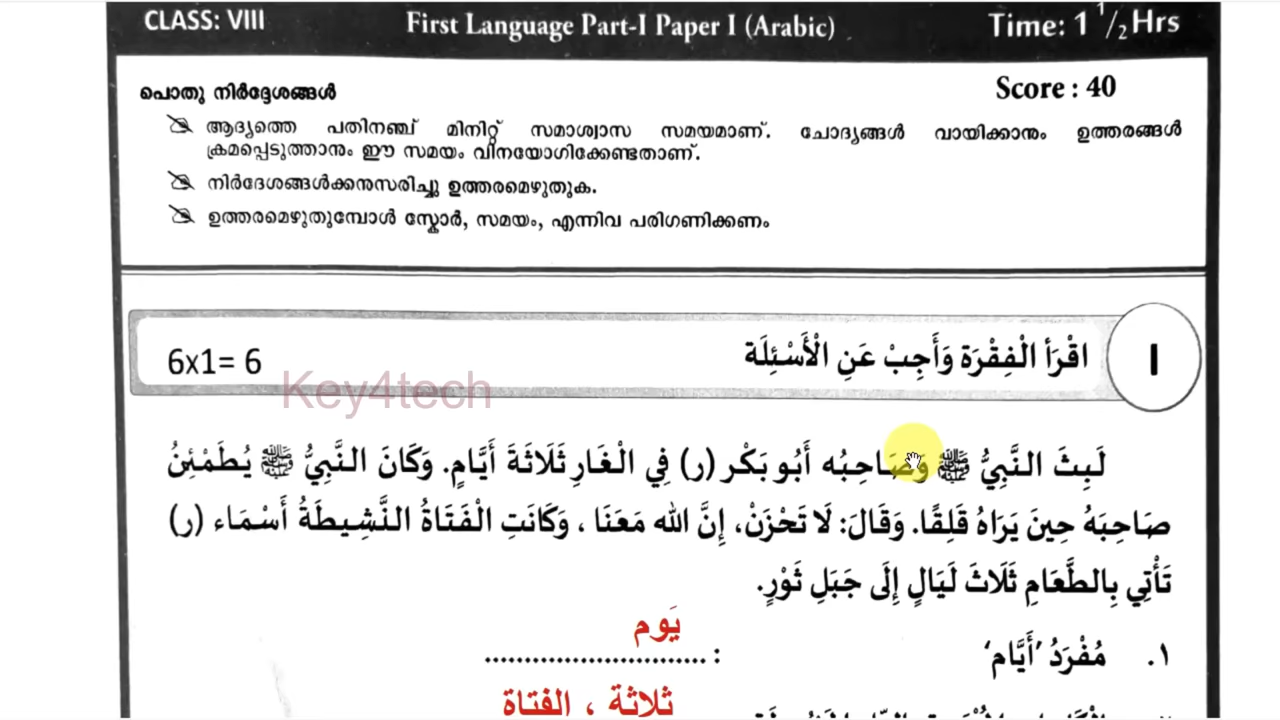 CLASS: VIII First Language Part-I Paper I (Arabic) Time: 1 1/2 Hrs
Score : 40
പൊതു നിർദ്ദേശങ്ങൾ
ആദ്യത്തെ പതിനഞ്ച് മിനിറ്റ് സമാശ്വാസ സമയമാണ്. ചോദ്യങ്ങൾ വായിക്കാനും ഉത്തരങ്ങൾ
ക്രമപ്പെടുത്താനും ഈ സമയം വിനയോഗിക്കേണ്ടതാണ്.
നിർദേശങ്ങൾക്കനുസരിച്ചു ഉത്തരമെഴുതുക.
ഉത്തരമെഴുതുമ്പോൾ സ്കോർ, സമയം, എന്നിവ പരിഗണിക്കണം
I اقْرَأ الْفِقْرَة وَأَجِبْ عَنِ الْأَسْئِلَة 6x1= 6
Key4tech
لَبِثَ النَّبِيُّ ﷺ وَصَاحِبُه أَبُو بَكْر (ر) فِي الْغَارِ ثَلَاثَةَ أَيَّامٍ. وَكَانَ النَّبِيُّ ﷺ يُطَمْئِنُ
صَاحِبَهُ حِينَ يَرَاهُ قَلِقًا. وَقَالَ: لَا تَحْزَنْ، إِنَّ الله مَعَنَا ، وَكَانَتِ الْفَتَاةُ النَّشِيطَةُ أَسْمَاء (ر)
تَأْتِي بِالطَّعَامِ ثَلَاثَ لَيَالٍ إِلَى جَبَلِ ثَوْرٍ.
يَوم
١. مُفْرَدُ ’أَيَّام‘ : ............................
ثلاثة ، الفتاة